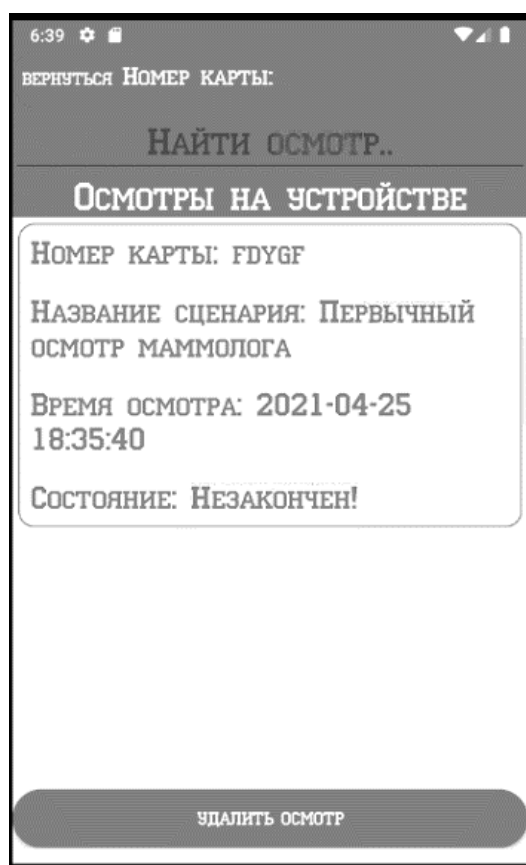 6:39
вернуться Номер карты:
Найти осмотр..
Осмотры на устройстве
Номер карты: fdygf
Название сценария: Первычный
осмотр маммолога
Время осмотра: 2021-04-25
18:35:40
Состояние: Незакончен!
удалить осмотр